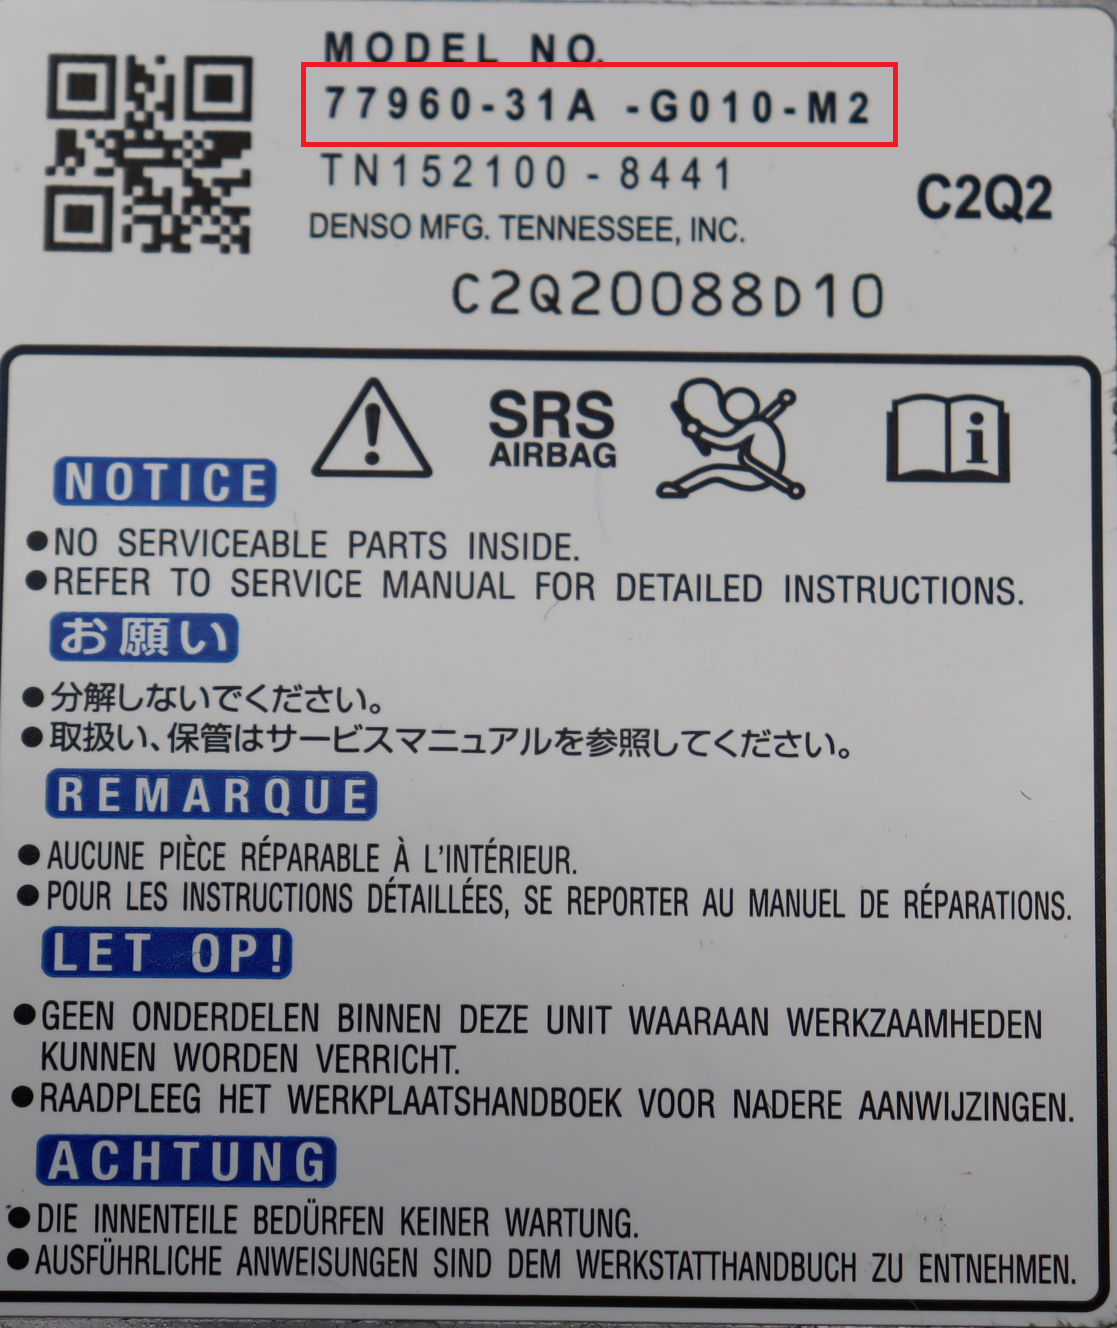 MODEL NO.
77960-31A -G010-M2
TN152100-8441
C2Q2
DENSO MFG. TENNESSEE, INC.
C2Q20088D10
SRS
AIRBAG
NOTICE
●NO SERVICEABLE PARTS INSIDE.
●REFER TO SERVICE MANUAL FOR DETAILED INSTRUCTIONS.
お願い
●分解しないでください。
●取扱い、保管はサービスマニュアルを参照してください。
REMARQUE
●AUCUNE PIÈCE RÉPARABLE À L'INTÉRIEUR.
●POUR LES INSTRUCTIONS DÉTAILLÉES, SE REPORTER AU MANUEL DE RÉPARATIONS.
LET OP!
●GEEN ONDERDELEN BINNEN DEZE UNIT WAARAAN WERKZAAMHEDEN
KUNNEN WORDEN VERRICHT.
●RAADPLEEG HET WERKPLAATSHANDBOEK VOOR NADERE AANWIJZINGEN.
ACHTUNG
●DIE INNENTEILE BEDÜRFEN KEINER WARTUNG.
●AUSFÜHRLICHE ANWEISUNGEN SIND DEM WERKSTATTHANDBUCH ZU ENTNEHMEN.